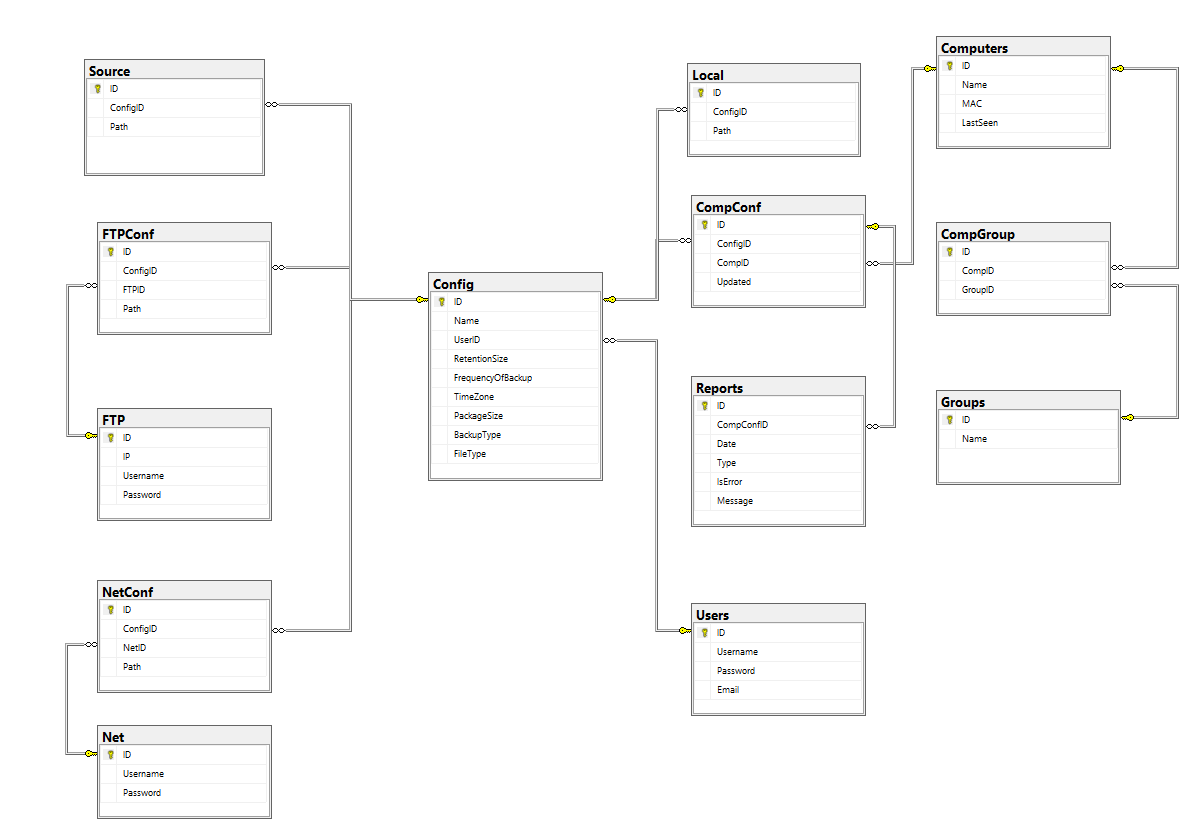 Source
ID
ConfigID
Path
FTPConf
ID
ConfigID
FTPID
Path
FTP
ID
IP
Username
Password
NetConf
ID
ConfigID
NetID
Path
Net
ID
Username
Password
Config
ID
Name
UserID
RetentionSize
FrequencyOfBackup
TimeZone
PackageSize
BackupType
FileType
Local
ID
ConfigID
Path
CompConf
ID
ConfigID
CompID
Updated
Reports
ID
CompConfID
Date
Type
IsError
Message
Users
ID
Username
Password
Email
Computers
ID
Name
MAC
LastSeen
CompGroup
ID
CompID
GroupID
Groups
ID
Name